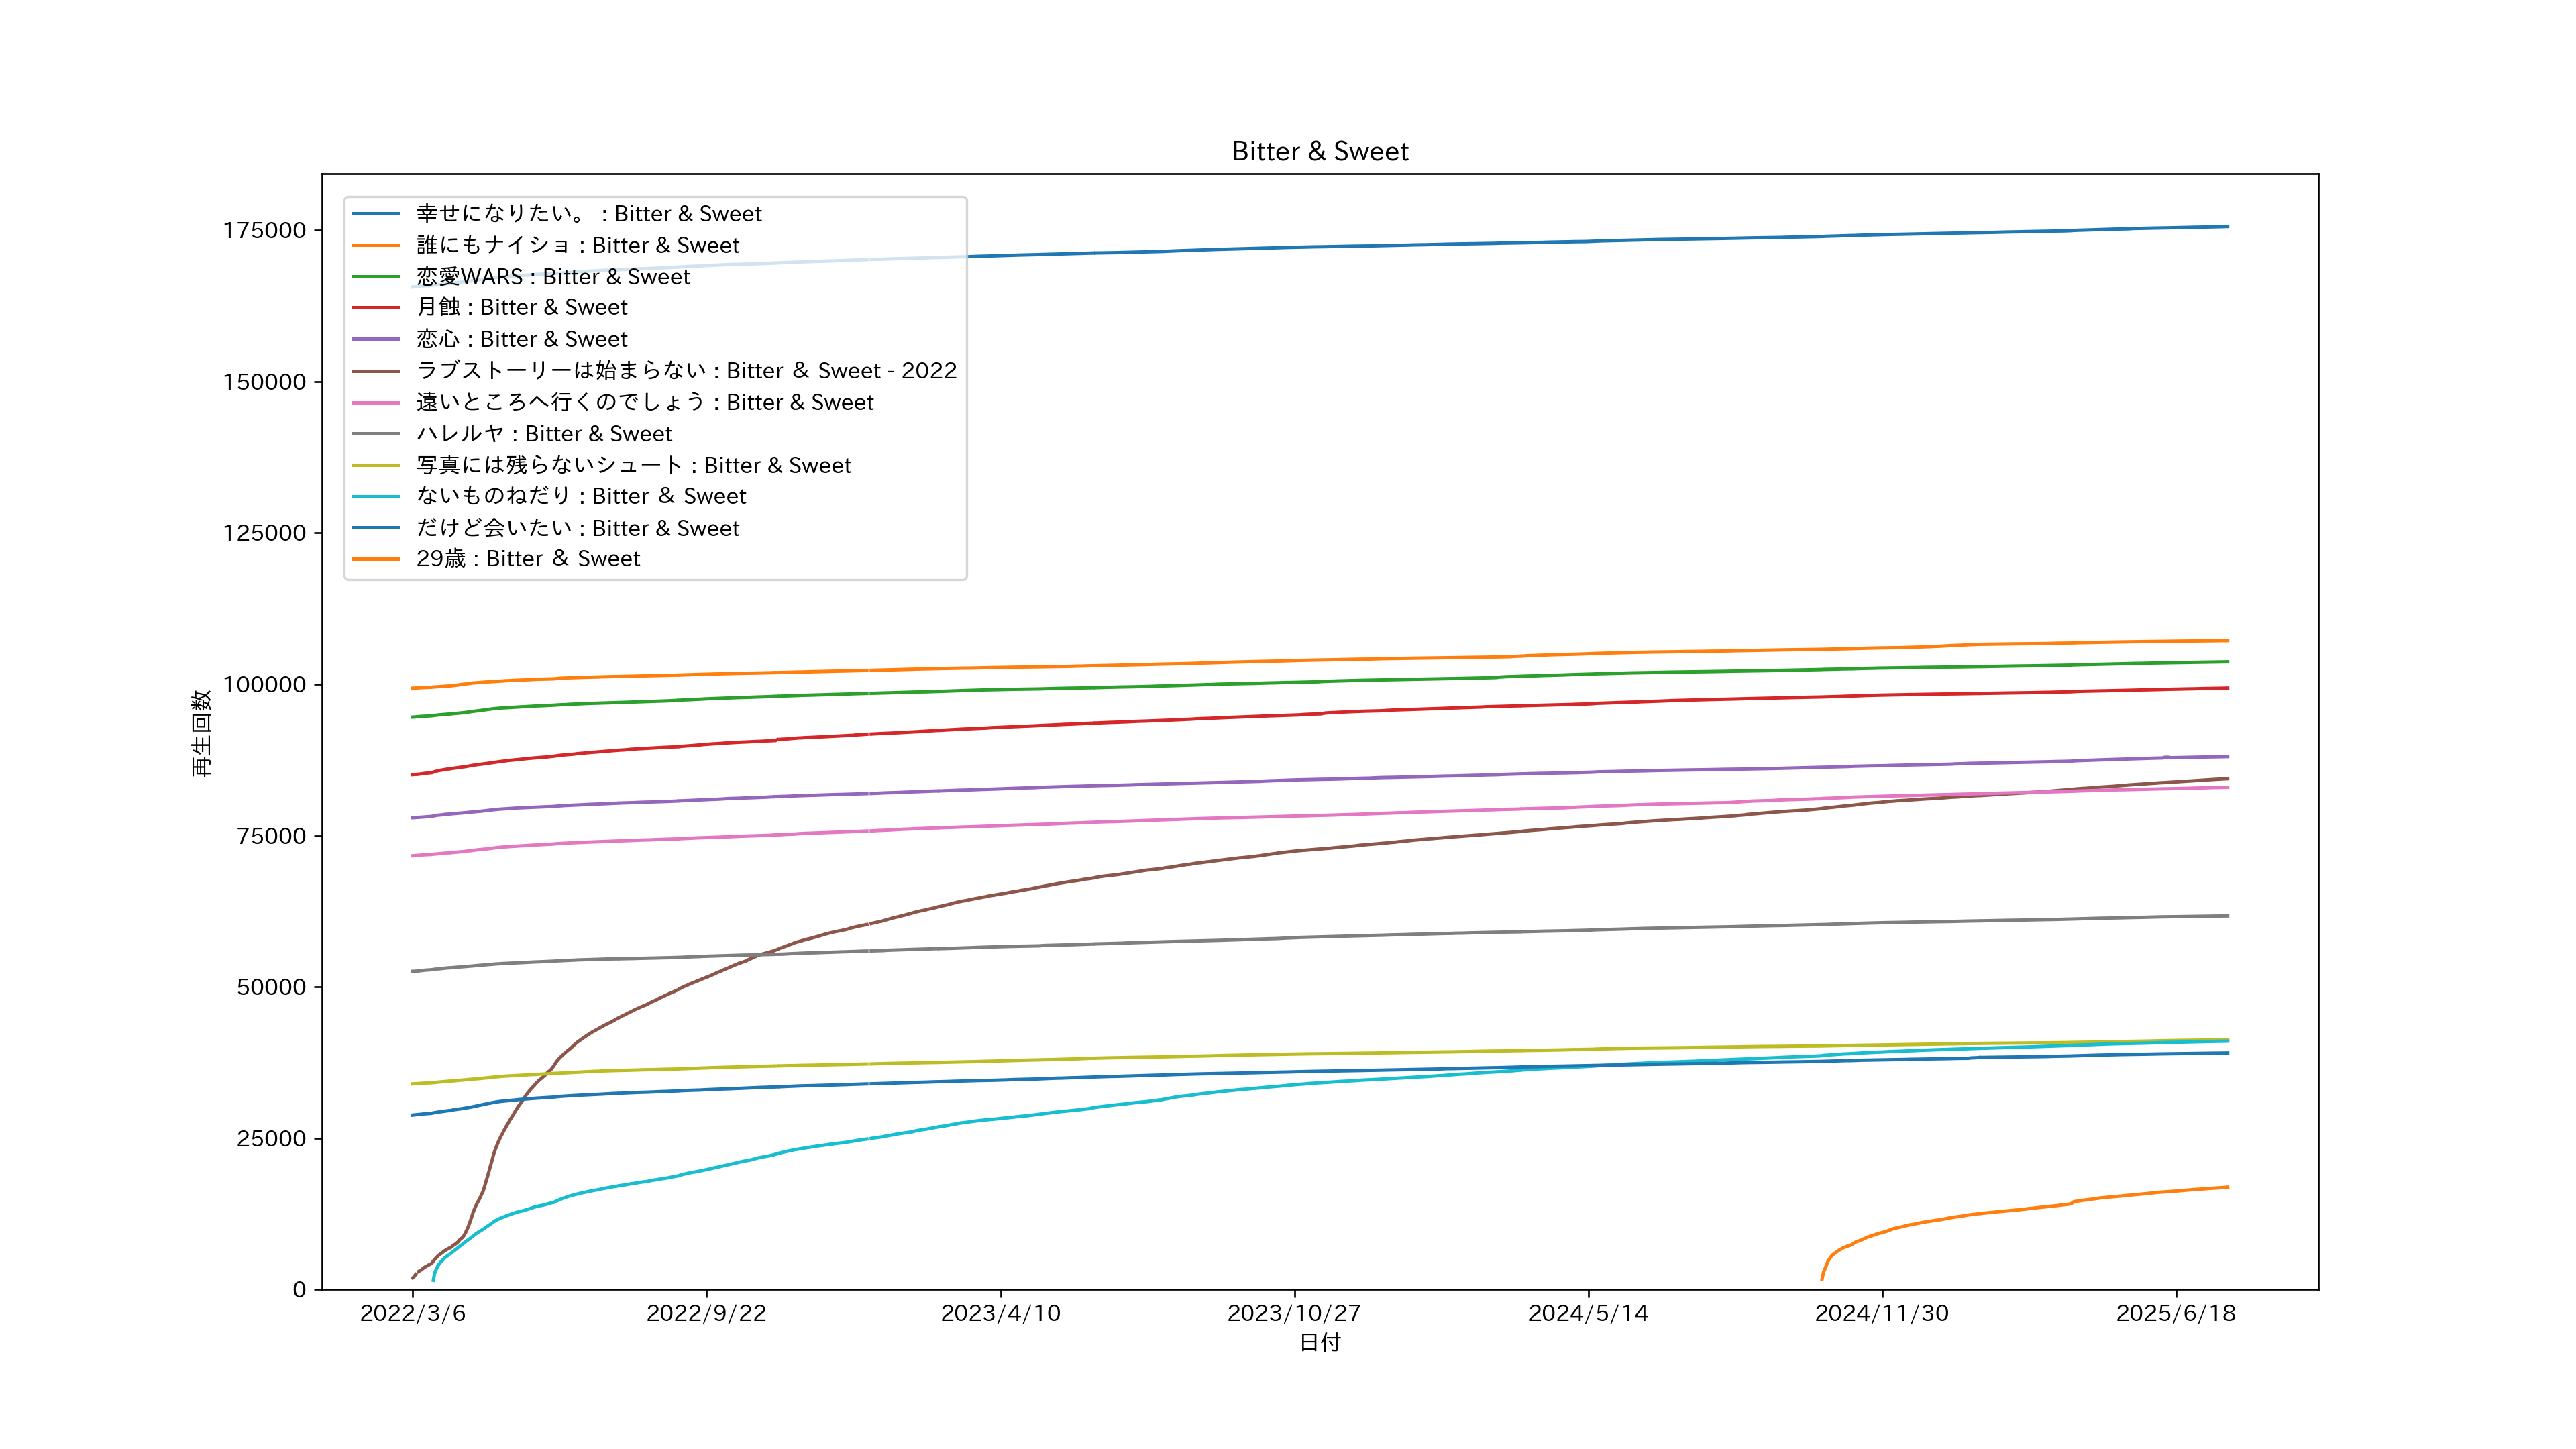 Bitter & Sweet
再生回数
175000
150000
125000
100000
75000
50000
25000
0
幸せになりたい。 : Bitter & Sweet
誰にもナイショ : Bitter & Sweet
恋愛WARS : Bitter & Sweet
月蝕 : Bitter & Sweet
恋心 : Bitter & Sweet
ラブストーリーは始まらない : Bitter ＆ Sweet - 2022
遠いところへ行くのでしょう : Bitter & Sweet
ハレルヤ : Bitter & Sweet
写真には残らないシュート : Bitter & Sweet
ないものねだり : Bitter ＆ Sweet
だけど会いたい : Bitter & Sweet
29歳 : Bitter ＆ Sweet
2022/3/6 2022/9/22 2023/4/10 2023/10/27 2024/5/14 2024/11/30 2025/6/18
日付